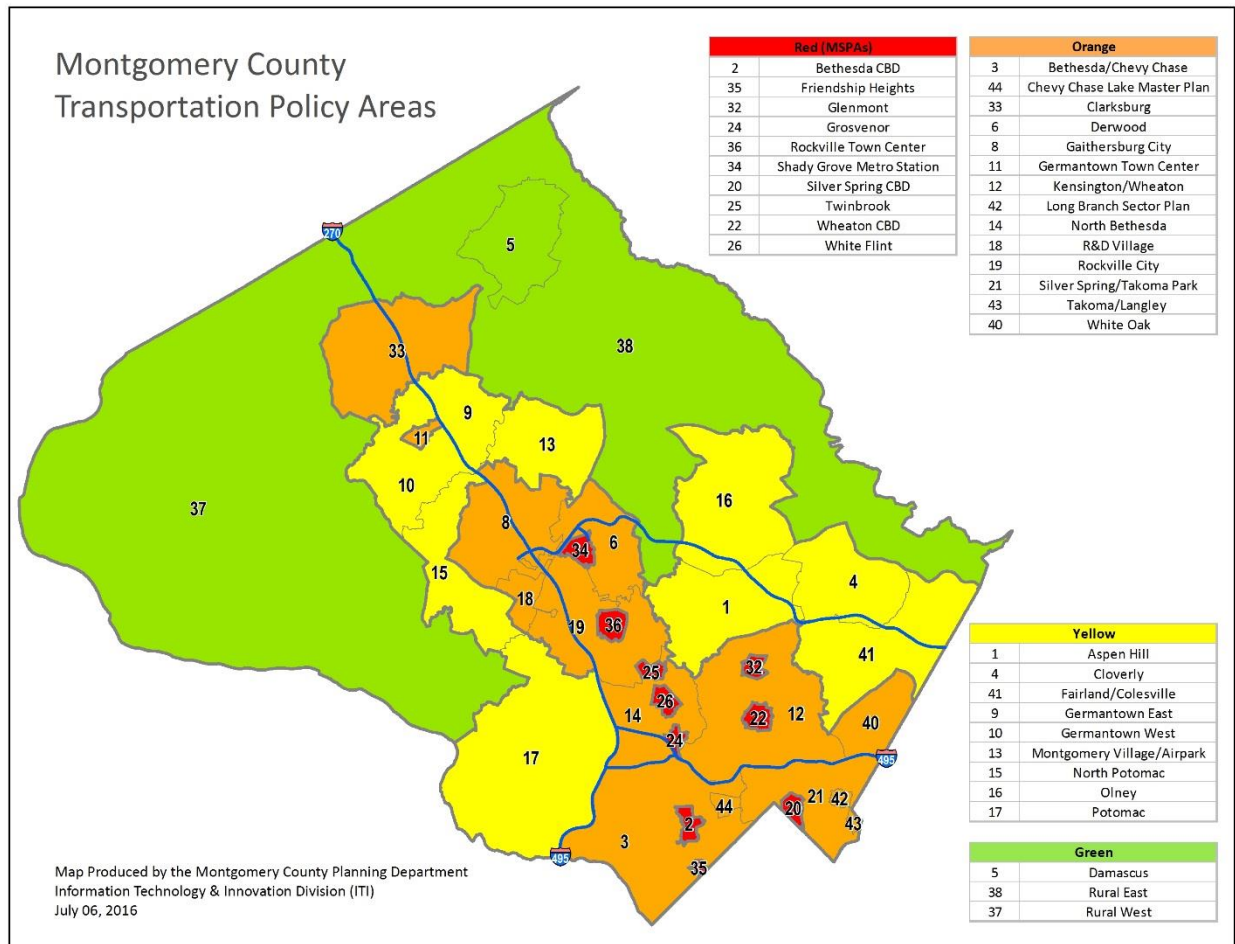 Montgomery County
Transportation Policy Areas
Red (MSPAs)
2 Bethesda CBD
35 Friendship Heights
32 Glenmont
24 Grosvenor
36 Rockville Town Center
34 Shady Grove Metro Station
20 Silver Spring CBD
25 Twinbrook
22 Wheaton CBD
26 White Flint
Orange
3 Bethesda/Chevy Chase
44 Chevy Chase Lake Master Plan
33 Clarksburg
6 Derwood
8 Gaithersburg City
11 Germantown Town Center
12 Kensington/Wheaton
42 Long Branch Sector Plan
14 North Bethesda
18 R&D Village
19 Rockville City
21 Silver Spring/Takoma Park
43 Takoma/Langley
40 White Oak
270
5
38
33
9
13
11
10
37
16
8
6
34
15
4
18
1
19
36
41
32
25
26
14
22
12
40
24
17
495
44
21
42
20
2
43
3
35
495
Yellow
1 Aspen Hill
4 Cloverly
41 Fairland/Colesville
9 Germantown East
10 Germantown West
13 Montgomery Village/Airpark
15 North Potomac
16 Olney
17 Potomac
Green
5 Damascus
38 Rural East
37 Rural West
Map Produced by the Montgomery County Planning Department
Information Technology & Innovation Division (ITI)
July 06, 2016